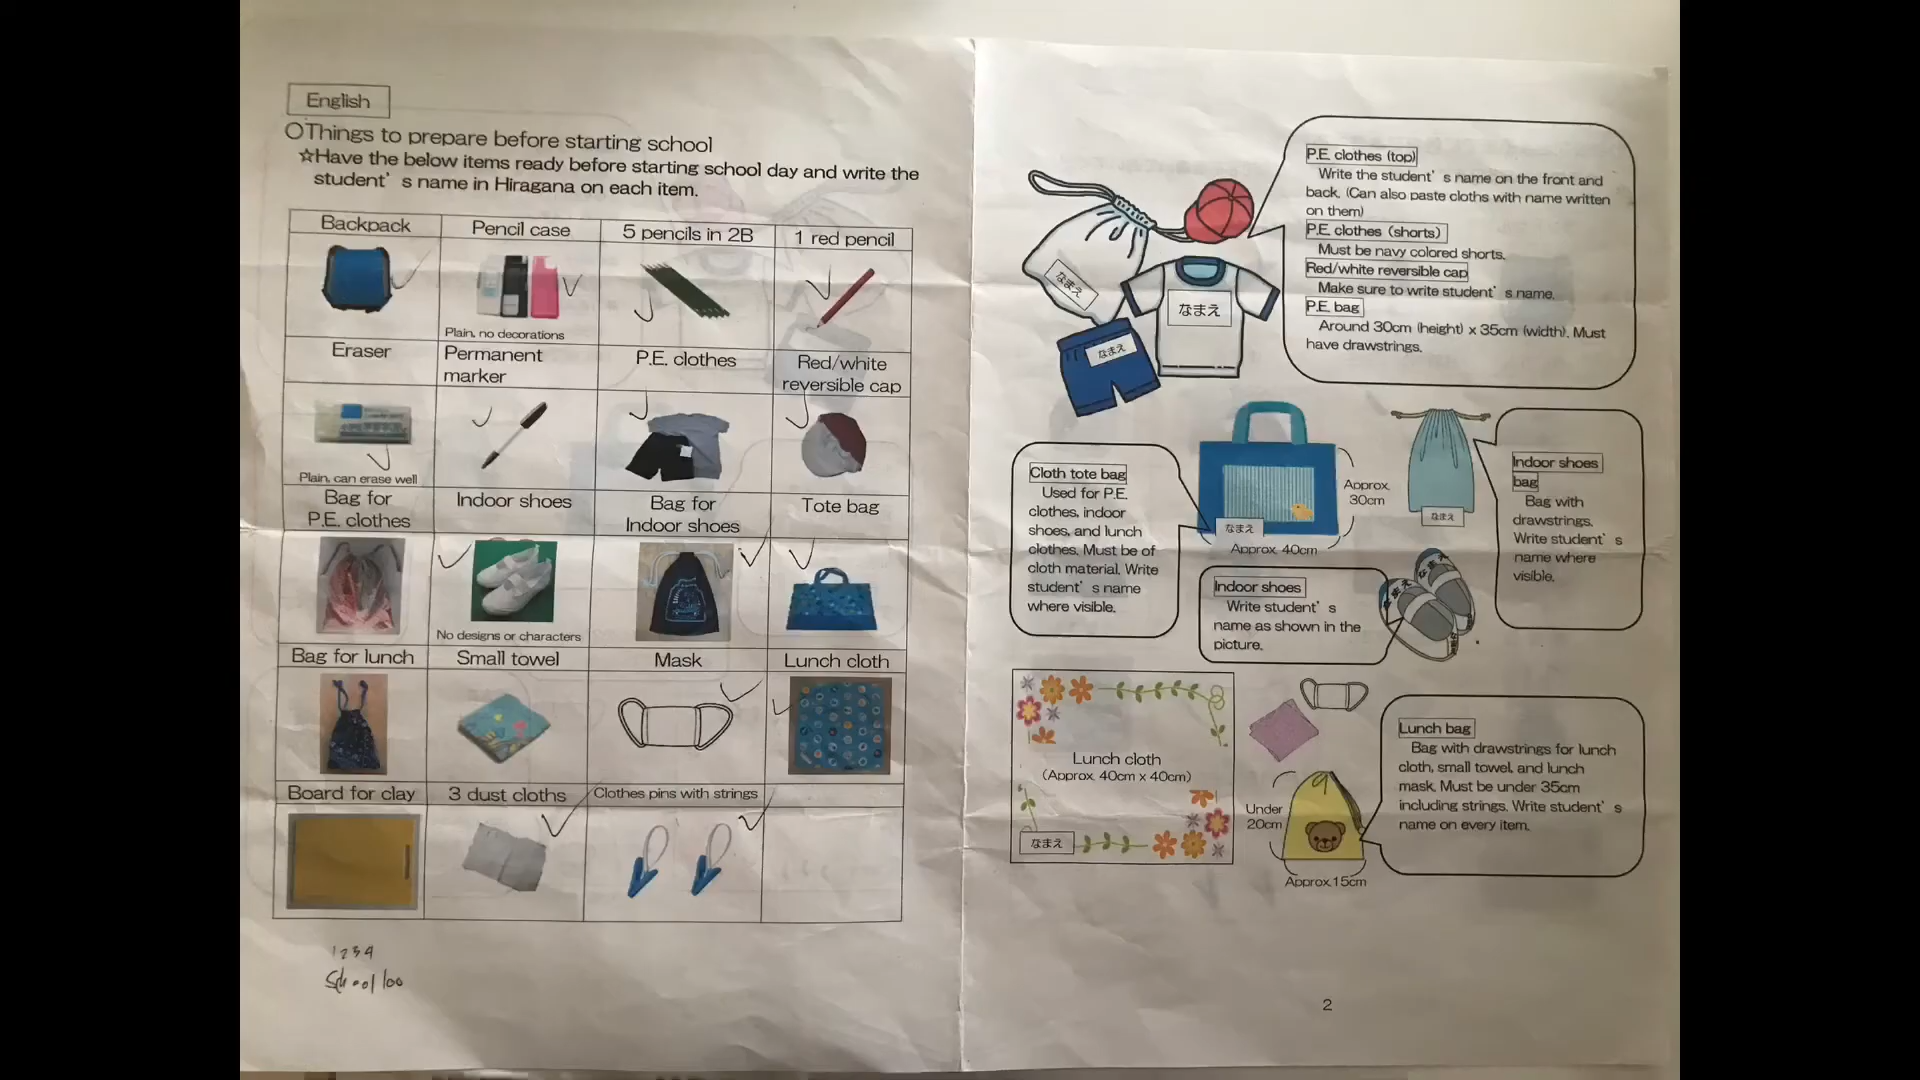 English
○Things to prepare before starting school
☆Have the below items ready before starting school day and write the
student's name in Hiragana on each item.
Backpack
Pencil case
5 pencils in 2B
1 red pencil
Plain, no decorations
Eraser
Permanent
marker
P.E. clothes
Red/white
reversible cap
Plain, can erase well
Bag for
P.E. clothes
Indoor shoes
Bag for
Indoor shoes
Tote bag
No designs or characters
Bag for lunch
Small towel
Mask
Lunch cloth
Board for clay
3 dust cloths
Clothes pins with strings
1234
School 100
P.E. clothes (top)
Write the student's name on the front and
back. (Can also paste cloths with name written
on them)
P.E. clothes (shorts)
Must be navy colored shorts.
Red/white reversible cap
Make sure to write student's name.
P.E. bag
Around 30cm (height) x 35cm (width). Must
have drawstrings.
なまえ
なまえ
なまえ
Cloth tote bag
Used for P.E.
clothes, indoor
shoes, and lunch
clothes. Must be of
cloth material. Write
student's name
where visible.
なまえ
Approx.
30cm
Approx. 40cm
なまえ
Indoor shoes
bag
Bag with
drawstrings.
Write student's
name where
visible.
Indoor shoes
Write student's
name as shown in the
picture.
なまえ
なまえ
Lunch cloth
(Approx. 40cm x 40cm)
なまえ
Under
20cm
Approx.15cm
Lunch bag
Bag with drawstrings for lunch
cloth, small towel, and lunch
mask. Must be under 35cm
including strings. Write student's
name on every item.
2